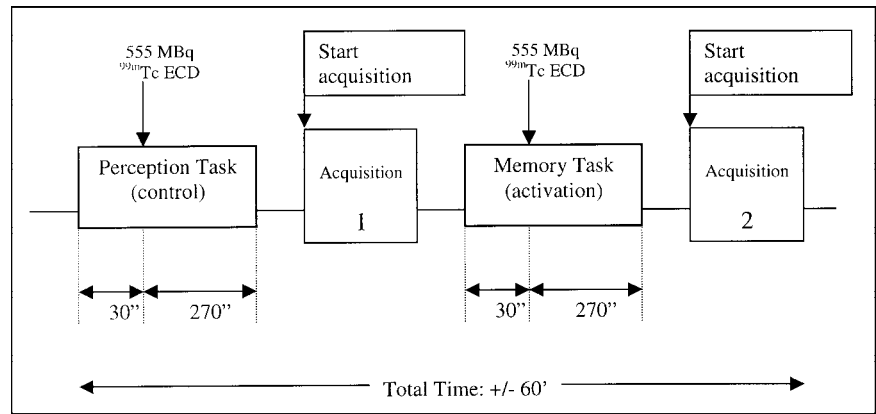 555 MBq
99mTc ECD
Start
acquisition
555 MBq
99mTc ECD
Start
acquisition
Perception Task
(control)
Acquisition
1
Memory Task
(activation)
Acquisition
2
30”
270”
30”
270”
Total Time: +/- 60’